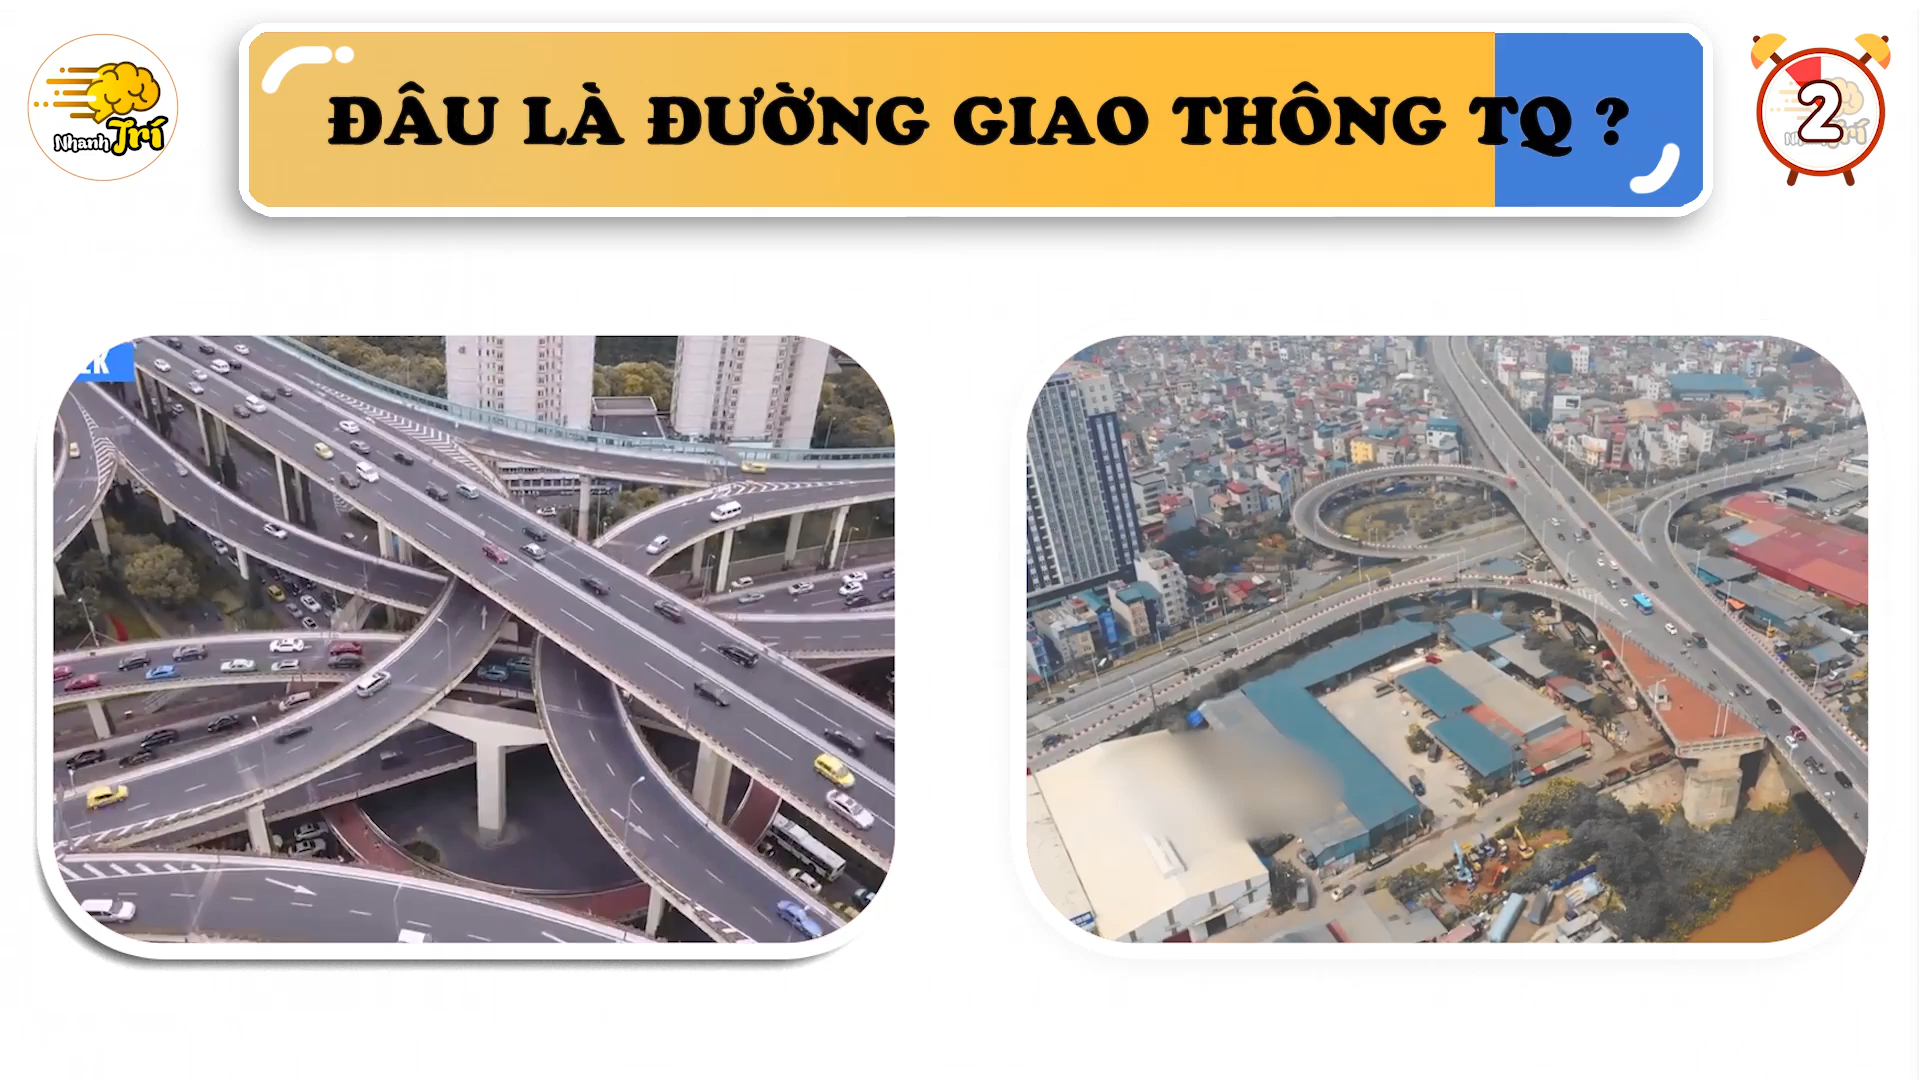 Nhanh Trí
ĐÂU LÀ ĐƯỜNG GIAO THÔNG TQ ?
2